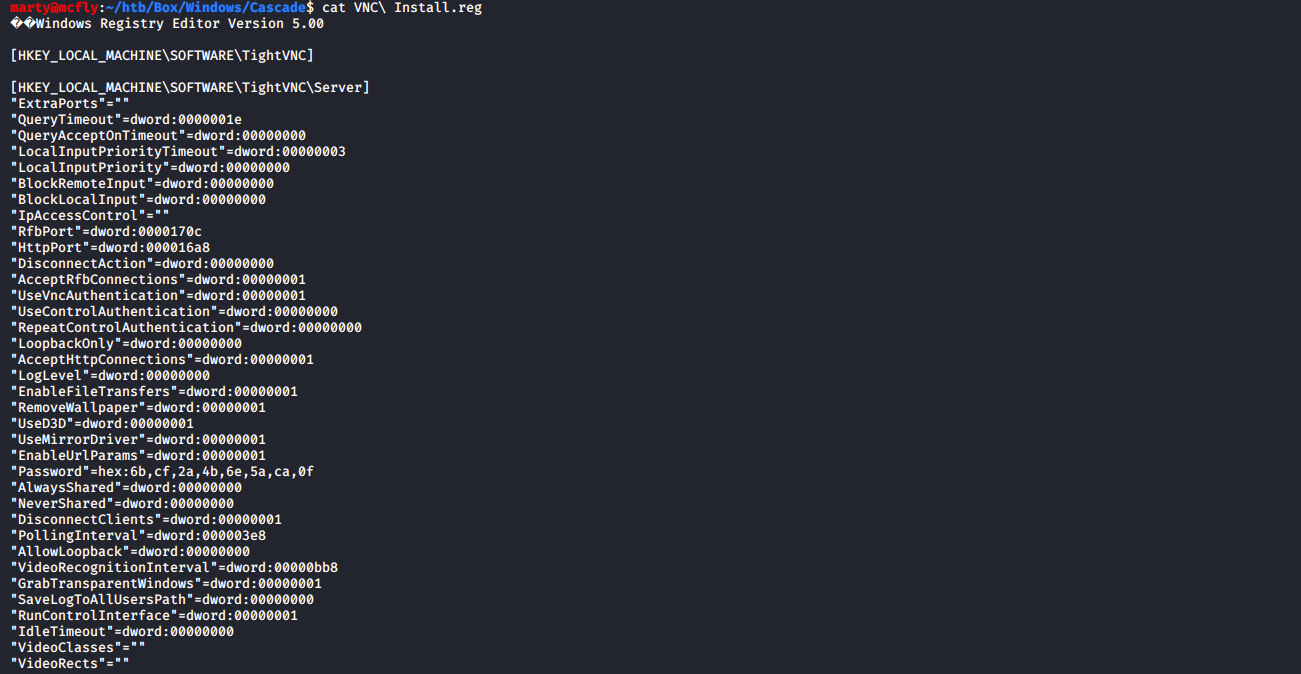 marty@mcfly:~/htb/Box/Windows/Cascade$ cat VNC\ Install.reg
��Windows Registry Editor Version 5.00
[HKEY_LOCAL_MACHINE\SOFTWARE\TightVNC]
[HKEY_LOCAL_MACHINE\SOFTWARE\TightVNC\Server]
"ExtraPorts"=""
"QueryTimeout"=dword:0000001e
"QueryAcceptOnTimeout"=dword:00000000
"LocalInputPriorityTimeout"=dword:00000003
"LocalInputPriority"=dword:00000000
"BlockRemoteInput"=dword:00000000
"BlockLocalInput"=dword:00000000
"IpAccessControl"=""
"RfbPort"=dword:0000170c
"HttpPort"=dword:000016a8
"DisconnectAction"=dword:00000000
"AcceptRfbConnections"=dword:00000001
"UseVncAuthentication"=dword:00000001
"UseControlAuthentication"=dword:00000000
"RepeatControlAuthentication"=dword:00000000
"LoopbackOnly"=dword:00000000
"AcceptHttpConnections"=dword:00000001
"LogLevel"=dword:00000000
"EnableFileTransfers"=dword:00000001
"RemoveWallpaper"=dword:00000001
"UseD3D"=dword:00000001
"UseMirrorDriver"=dword:00000001
"EnableUrlParams"=dword:00000001
"Password"=hex:6b,cf,2a,4b,6e,5a,ca,0f
"AlwaysShared"=dword:00000000
"NeverShared"=dword:00000000
"DisconnectClients"=dword:00000001
"PollingInterval"=dword:000003e8
"AllowLoopback"=dword:00000000
"VideoRecognitionInterval"=dword:00000bb8
"GrabTransparentWindows"=dword:00000001
"SaveLogToAllUsersPath"=dword:00000000
"RunControlInterface"=dword:00000001
"IdleTimeout"=dword:00000000
"VideoClasses"=""
"VideoRects"=""